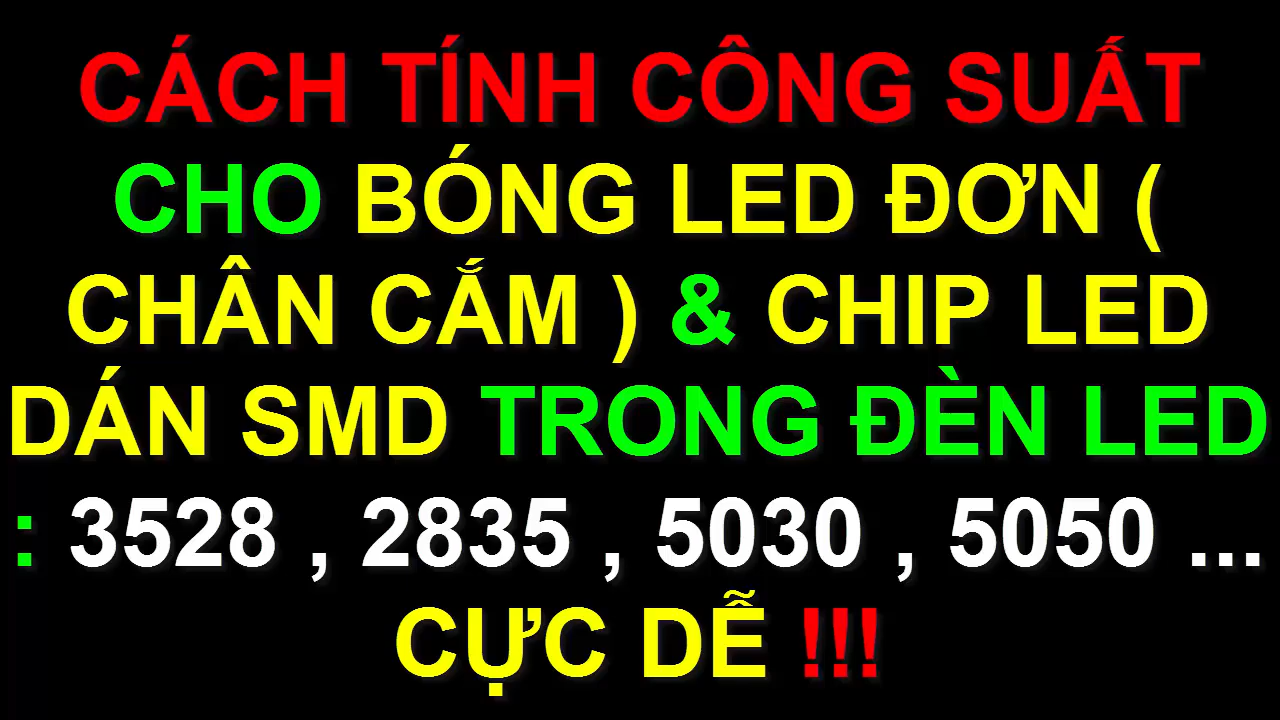 CÁCH TÍNH CÔNG SUẤT
CHO BÓNG LED ĐƠN (
CHÂN CẮM ) & CHIP LED
DÁN SMD TRONG ĐÈN LED
: 3528 , 2835 , 5030 , 5050 ...
CỰC DỄ !!!